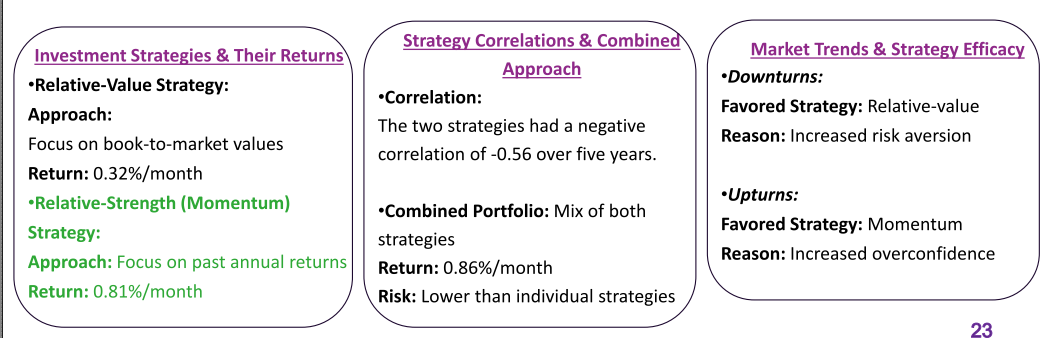 Investment Strategies & Their Returns
•Relative-Value Strategy:
Approach:
Focus on book-to-market values
Return: 0.32%/month
•Relative-Strength (Momentum)
Strategy:
Approach: Focus on past annual returns
Return: 0.81%/month
Strategy Correlations & Combined
Approach
•Correlation:
The two strategies had a negative
correlation of -0.56 over five years.
•Combined Portfolio: Mix of both
strategies
Return: 0.86%/month
Risk: Lower than individual strategies
Market Trends & Strategy Efficacy
•Downturns:
Favored Strategy: Relative-value
Reason: Increased risk aversion
•Upturns:
Favored Strategy: Momentum
Reason: Increased overconfidence
23